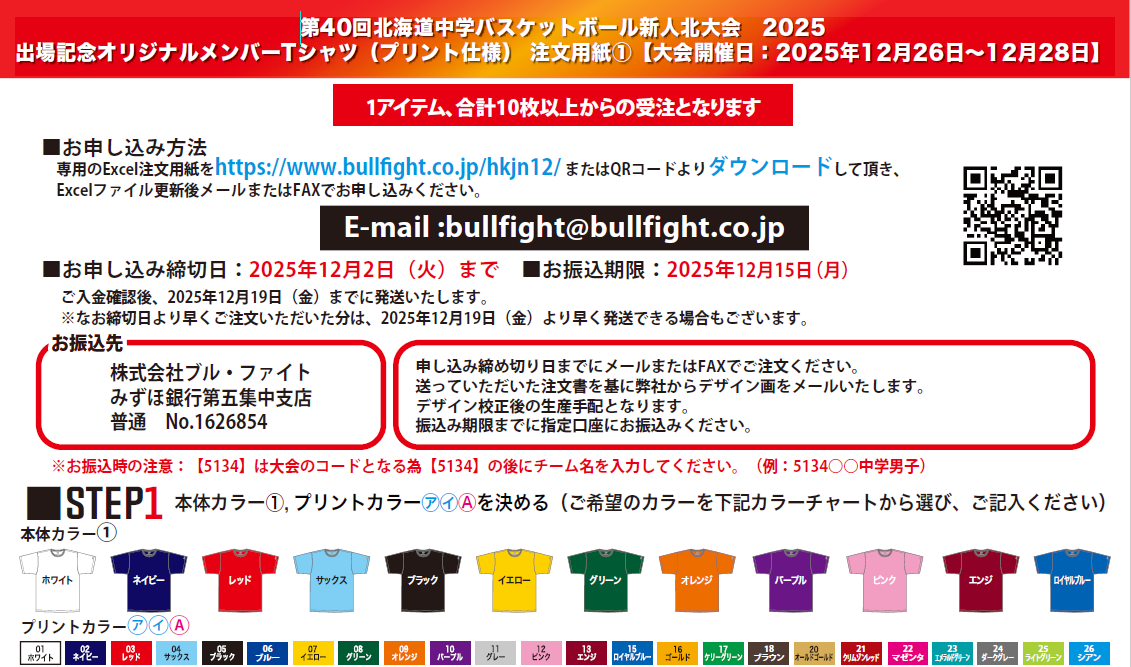 第40回北海道中学バスケットボール新人北大会　2025
出場記念オリジナルメンバーTシャツ（プリント仕様） 注文用紙①【大会開催日：2025年12月26日〜12月28日】
1アイテム、合計10枚以上からの受注となります
■お申し込み方法
専用のExcel注文用紙をhttps://www.bullfight.co.jp/hkjn12/ またはQRコードよりダウンロードして頂き、
Excelファイル更新後メールまたはFAXでお申し込みください。
E-mail :bullfight@bullfight.co.jp
■お申し込み締切日：2025年12月2日（火）まで　■お振込期限：2025年12月15日（月）
ご入金確認後、2025年12月19日（金）までに発送いたします。
※なお締切日より早くご注文いただいた分は、2025年12月19日（金）より早く発送できる場合もございます。
お振込先
株式会社ブル・ファイト
みずほ銀行第五集中支店
普通　No.1626854
申し込み締め切り日までにメールまたはFAXでご注文ください。
送っていただいた注文書を基に弊社からデザイン画をメールいたします。
デザイン校正後の生産手配となります。
振込み期限までに指定口座にお振込みください。
※お振込時の注意：【5134】は大会のコードとなる為【5134】の後にチーム名を入力してください。（例：5134○○中学男子）
■STEP1 本体カラー①, プリントカラーアイAを決める（ご希望のカラーを下記カラーチャートから選び、ご記入ください）
本体カラー①
ホワイト ネイビー レッド サックス ブラック イエロー グリーン オレンジ パープル ピンク エンジ ロイヤルブルー
プリントカラーアイA
01 02 03 04 05 06 07 08 09 10 11 12 13 15 16 17 18 20 21 22 23 24 25 26
ホワイト ネイビー レッド サックス ブラック ブルー イエロー グリーン オレンジ パープル グレー ピンク エンジ ロイヤルブルー ゴールド ケリーグリーン ブラウン オールドゴールド クリムゾンレッド マゼンタ エメラルドグリーン ダークグレー ライトグリーン シアン